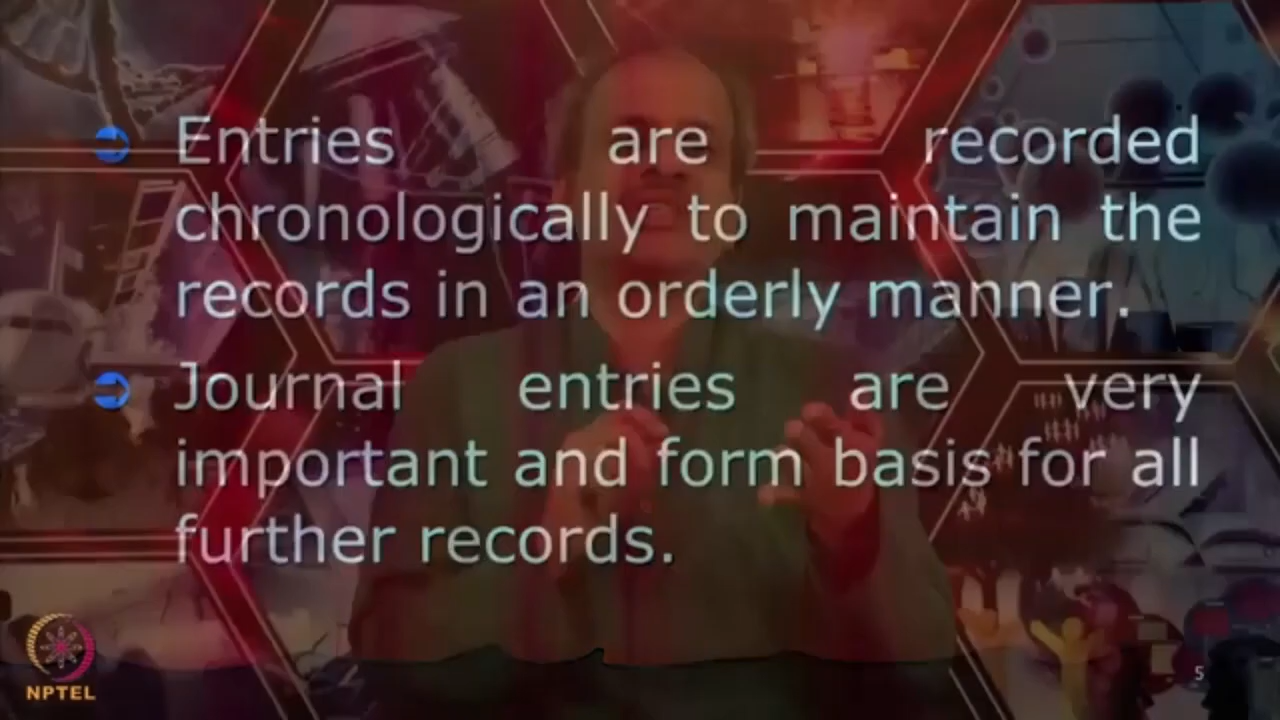 Entries are recorded
chronologically to maintain the
records in an orderly manner.
Journal entries are very
important and form basis for all
further records.
NPTEL
5